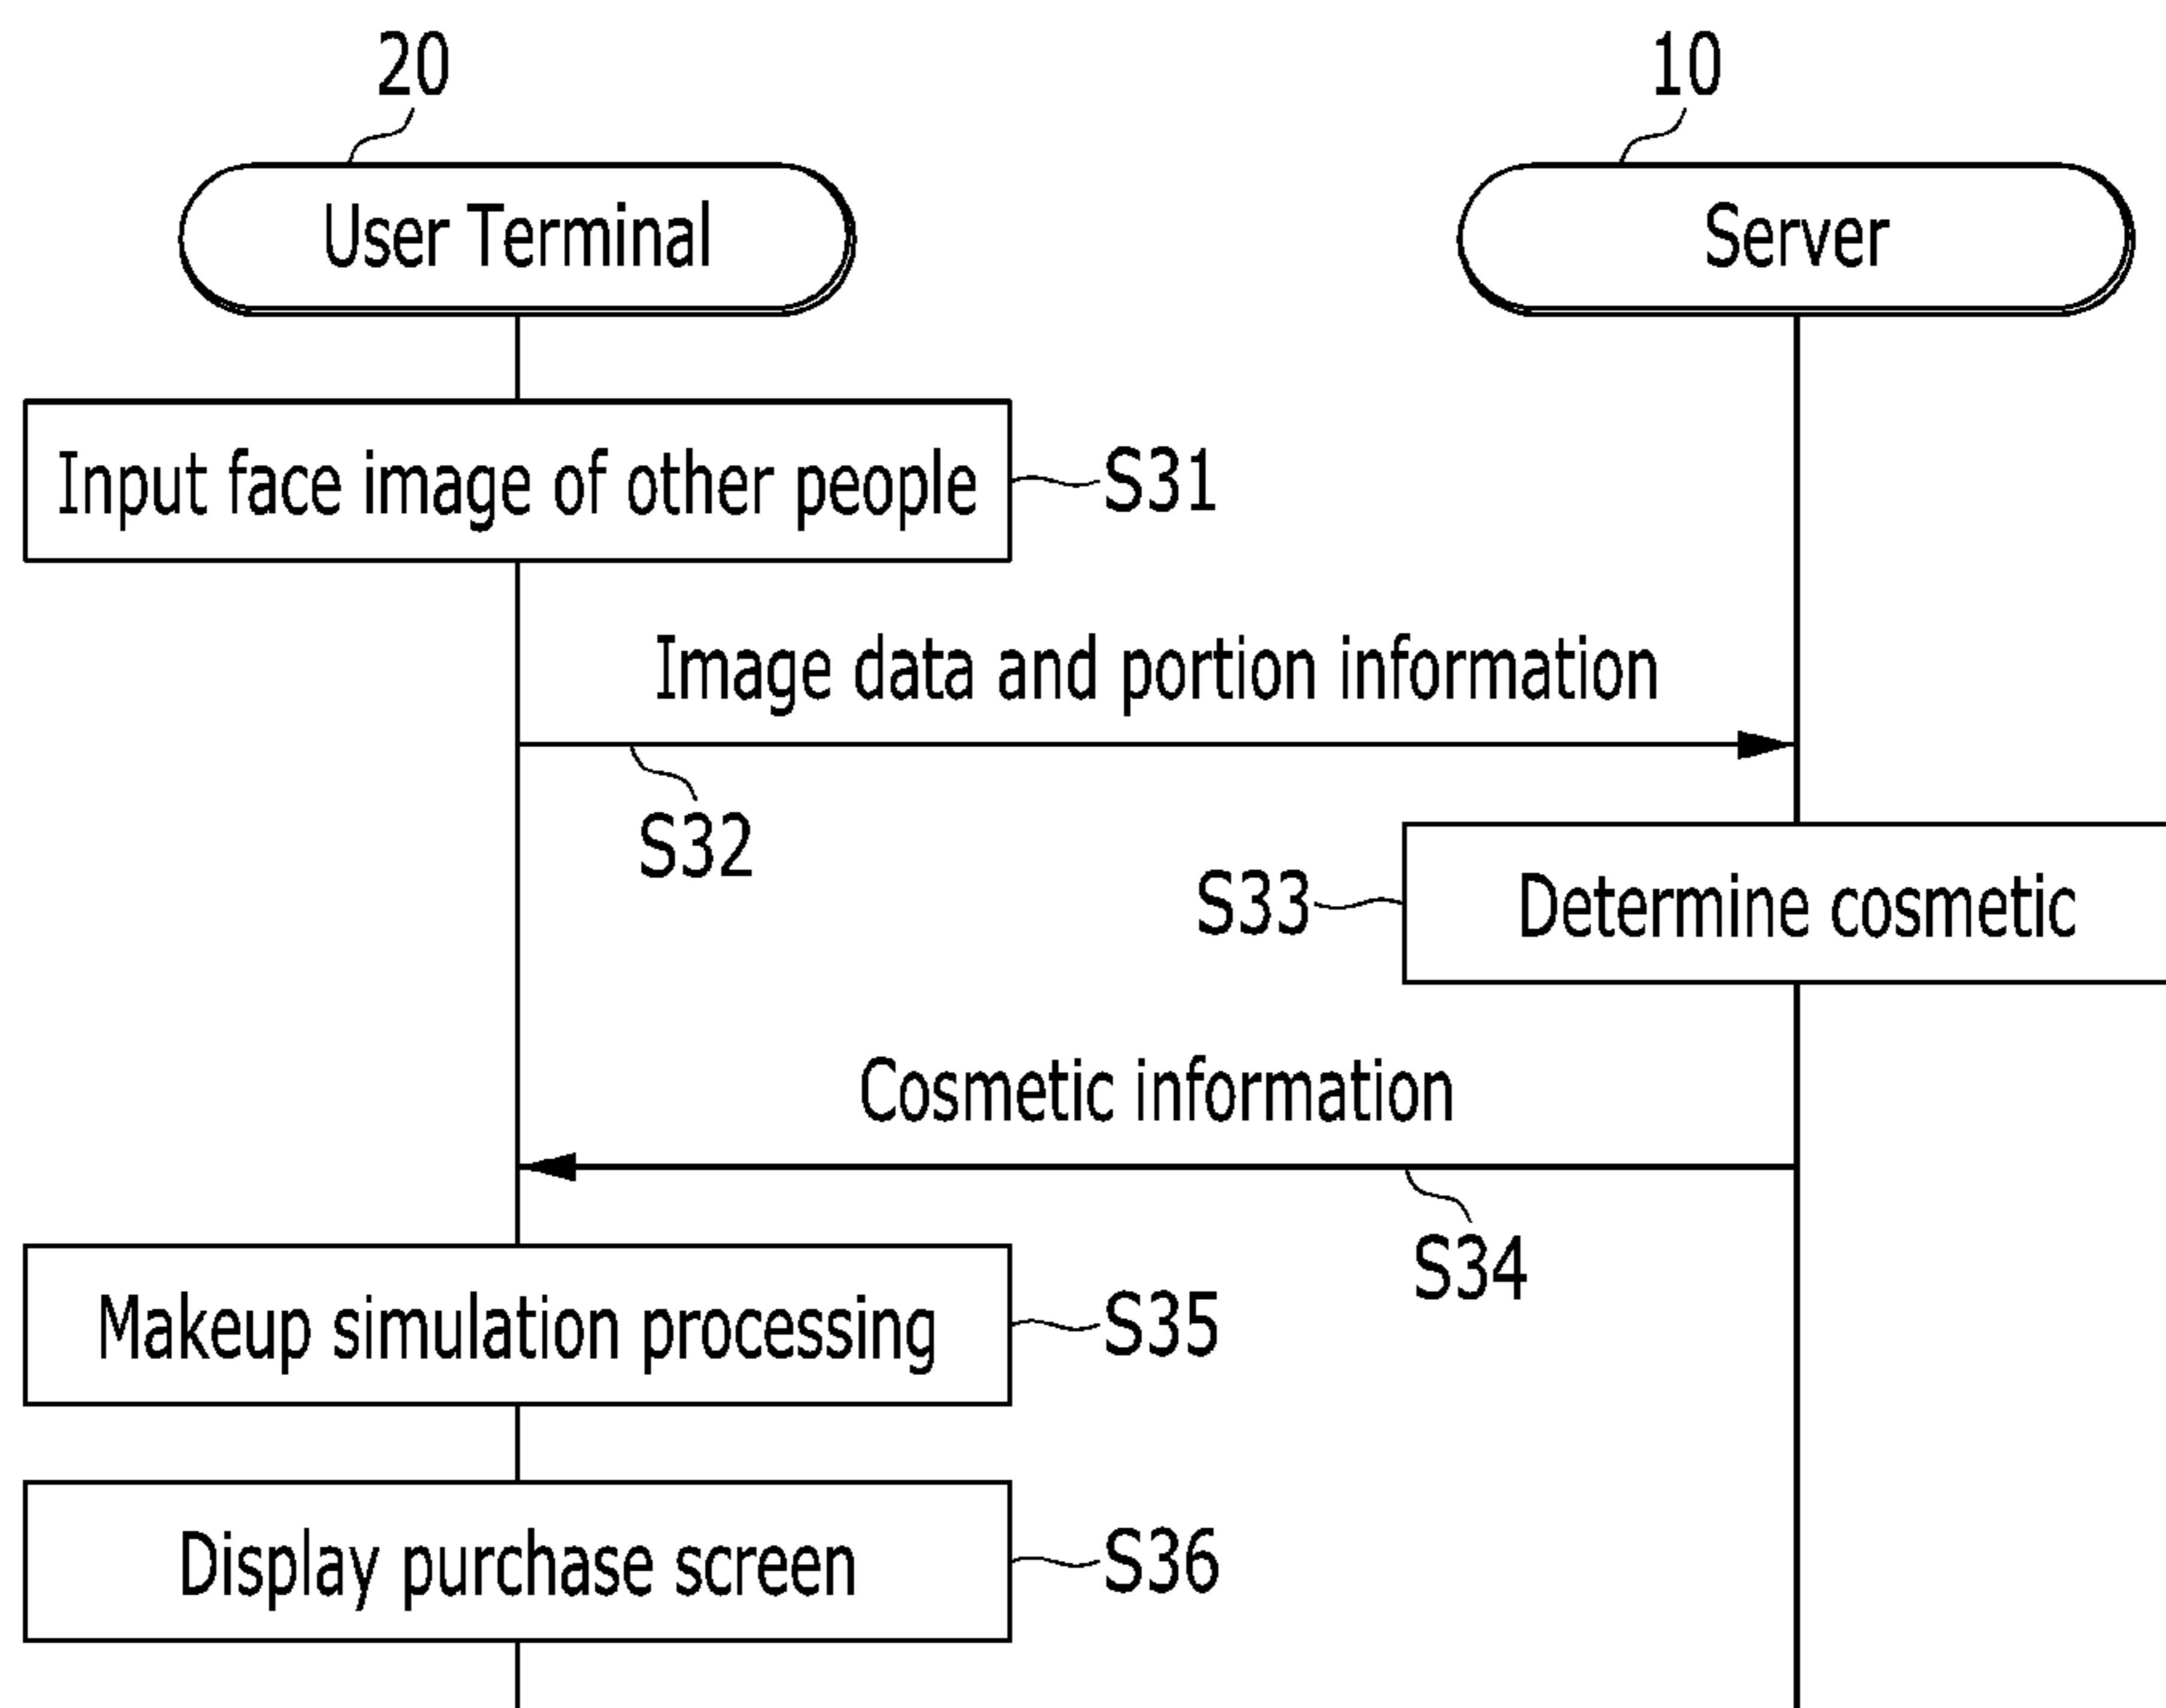 20
10
User Terminal
Server
Input face image of other people
S31
Image data and portion information
S32
S33
Determine cosmetic
Cosmetic information
S34
Makeup simulation processing
S35
Display purchase screen
S36